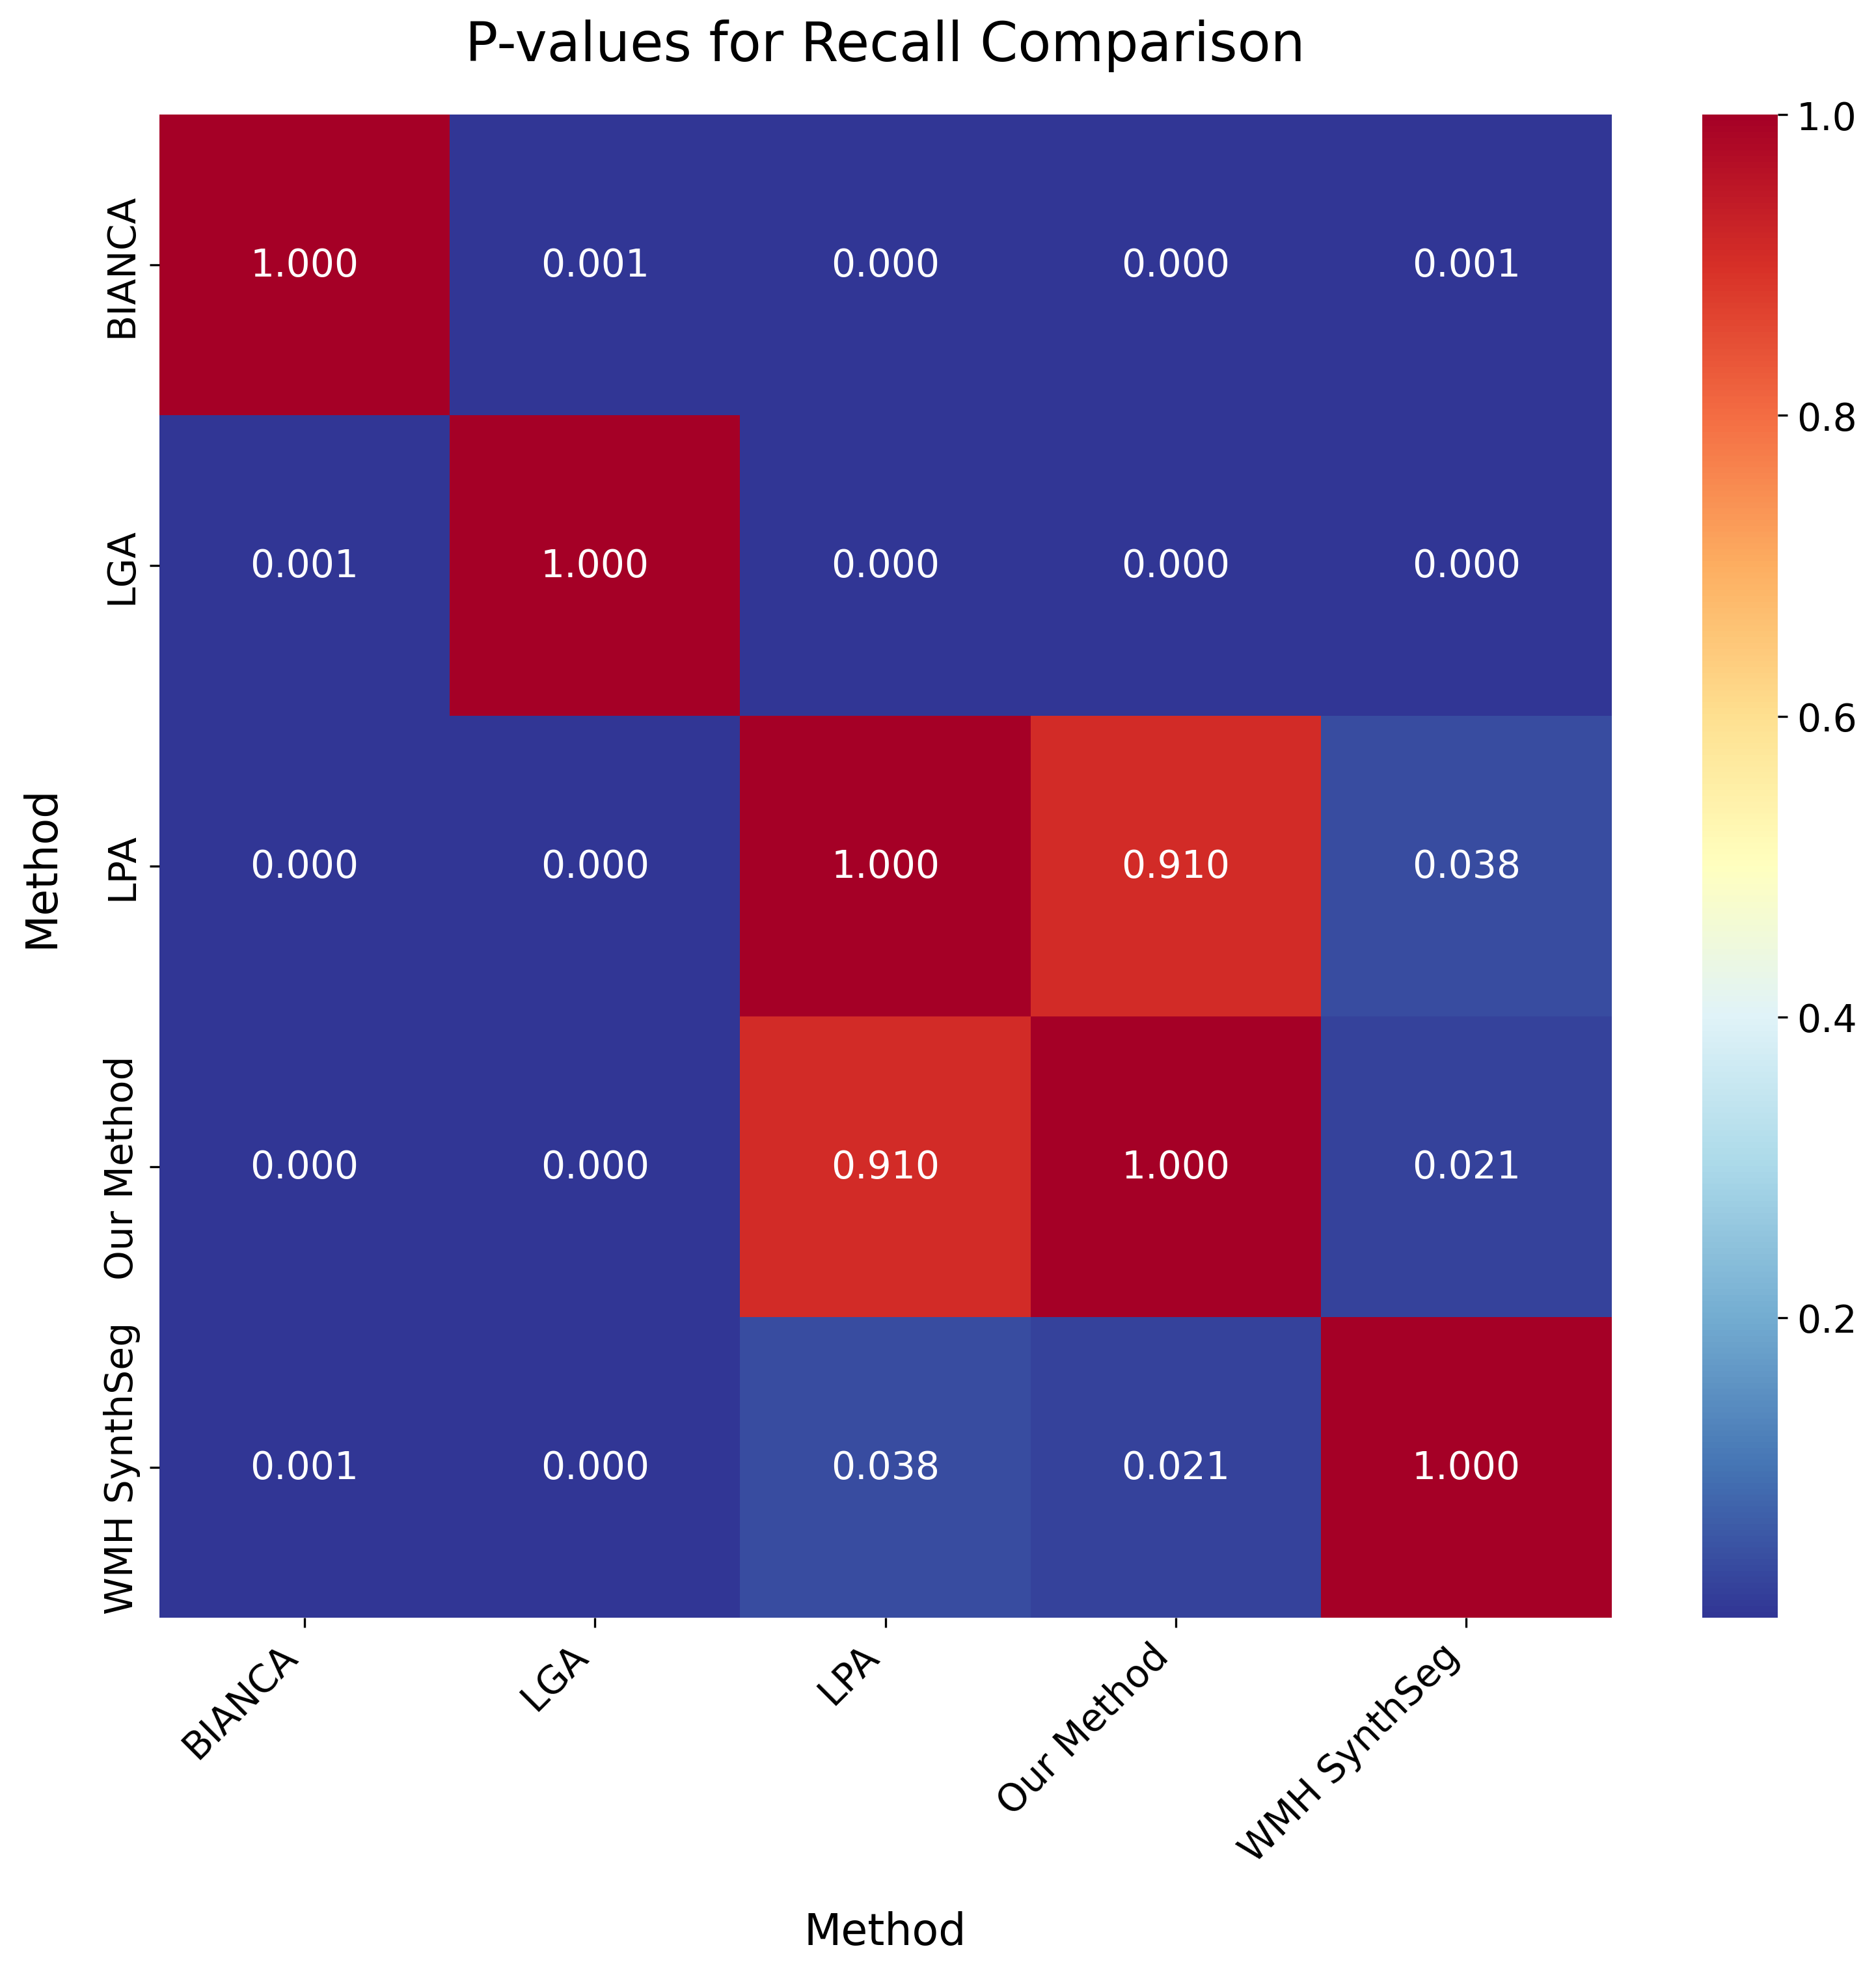 P-values for Recall Comparison
1.0
BIANCA 1.000 0.001 0.000 0.000 0.001
0.8
LGA 0.001 1.000 0.000 0.000 0.000
0.6
Method
LPA 0.000 0.000 1.000 0.910 0.038
0.4
Our Method 0.000 0.000 0.910 1.000 0.021
0.2
WMH SynthSeg 0.001 0.000 0.038 0.021 1.000
BIANCA LGA LPA Our Method WMH SynthSeg
Method